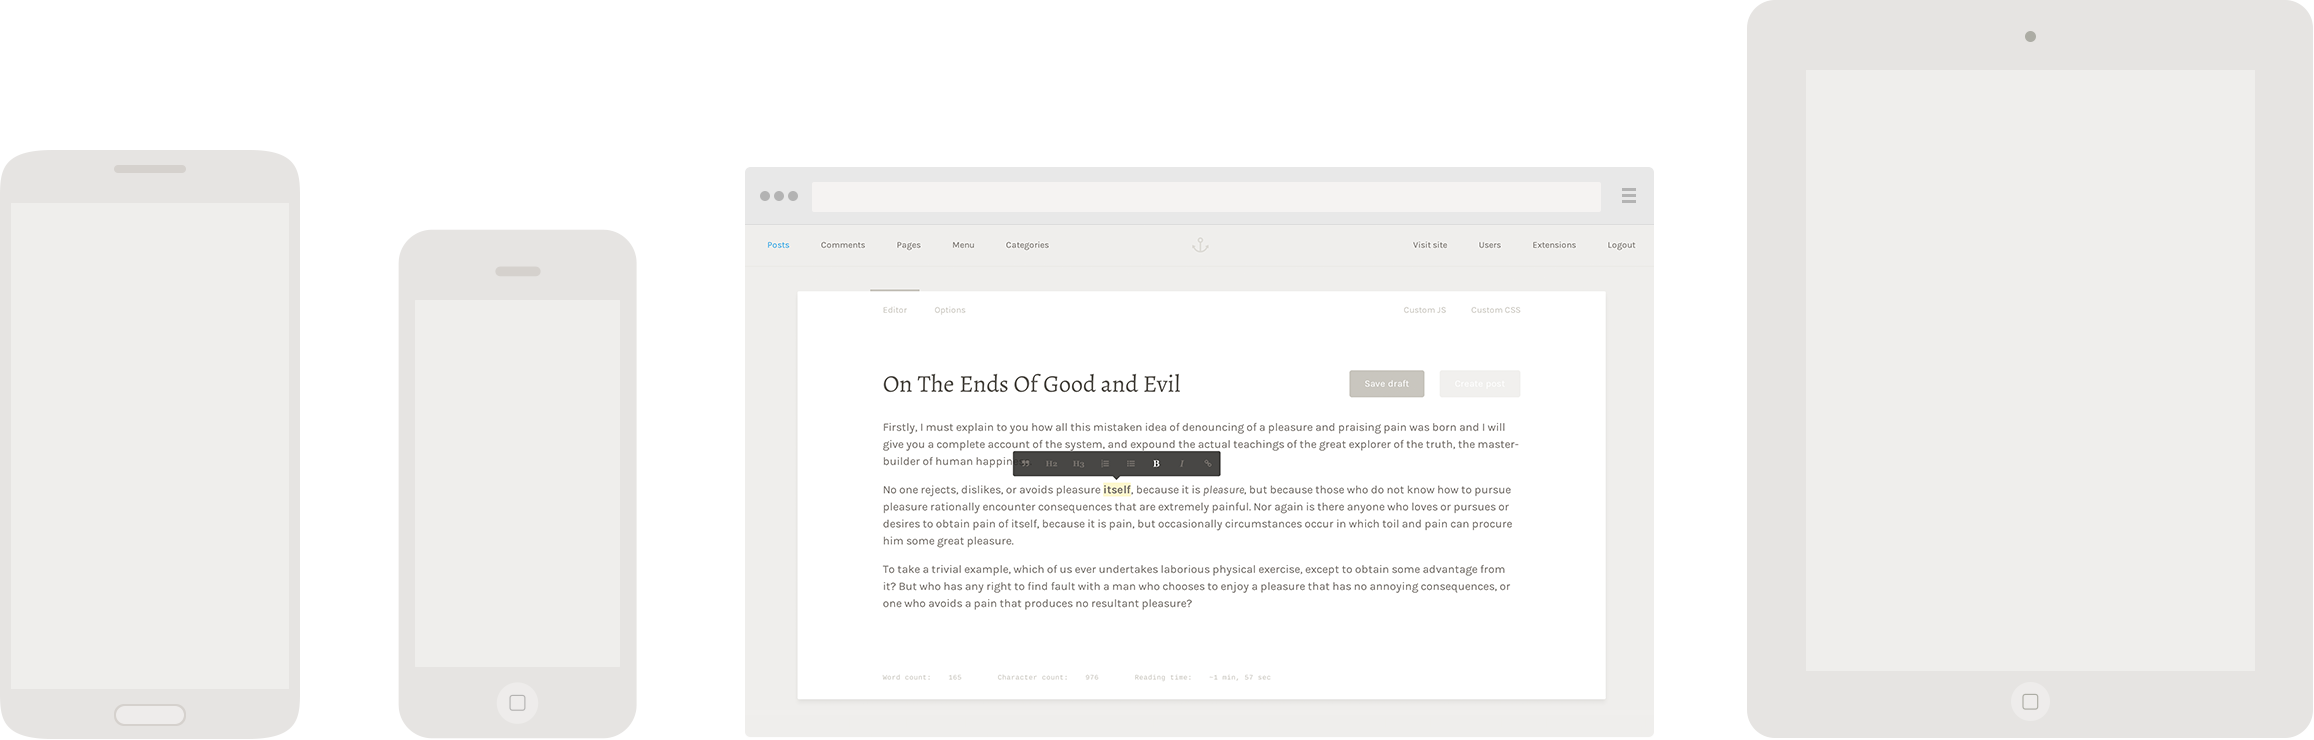 Posts Comments Pages Menu Categories Visit site Users Extensions Logout
Editor Options Custom JS Custom CSS
On The Ends Of Good and Evil Save draft Create post
Firstly, I must explain to you how all this mistaken idea of denouncing of a pleasure and praising pain was born and I will
give you a complete account of the system, and expound the actual teachings of the great explorer of the truth, the master-
builder of human happine
H2 H3 B I
No one rejects, dislikes, or avoids pleasure itself, because it is pleasure, but because those who do not know how to pursue
pleasure rationally encounter consequences that are extremely painful. Nor again is there anyone who loves or pursues or
desires to obtain pain of itself, because it is pain, but occasionally circumstances occur in which toil and pain can procure
him some great pleasure.
To take a trivial example, which of us ever undertakes laborious physical exercise, except to obtain some advantage from
it? But who has any right to find fault with a man who chooses to enjoy a pleasure that has no annoying consequences, or
one who avoids a pain that produces no resultant pleasure?
Word count: 165 Character count: 976 Reading time: ~1 min, 57 sec